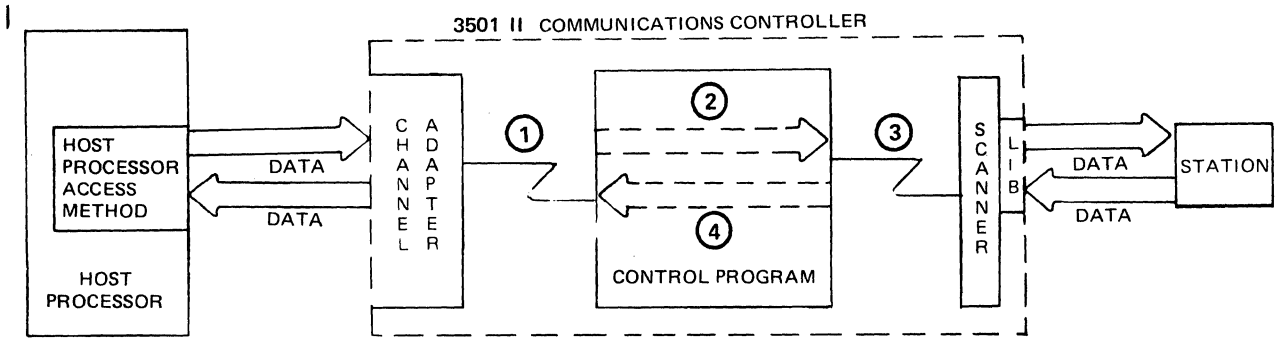 3501 II COMMUNICATIONS CONTROLLER
HOST
PROCESSOR
ACCESS
METHOD
HOST
PROCESSOR
DATA
DATA
CHANNEL
ADAPTER
1
2
4
CONTROL PROGRAM
3
SCANNER
LIB
DATA
DATA
STATION